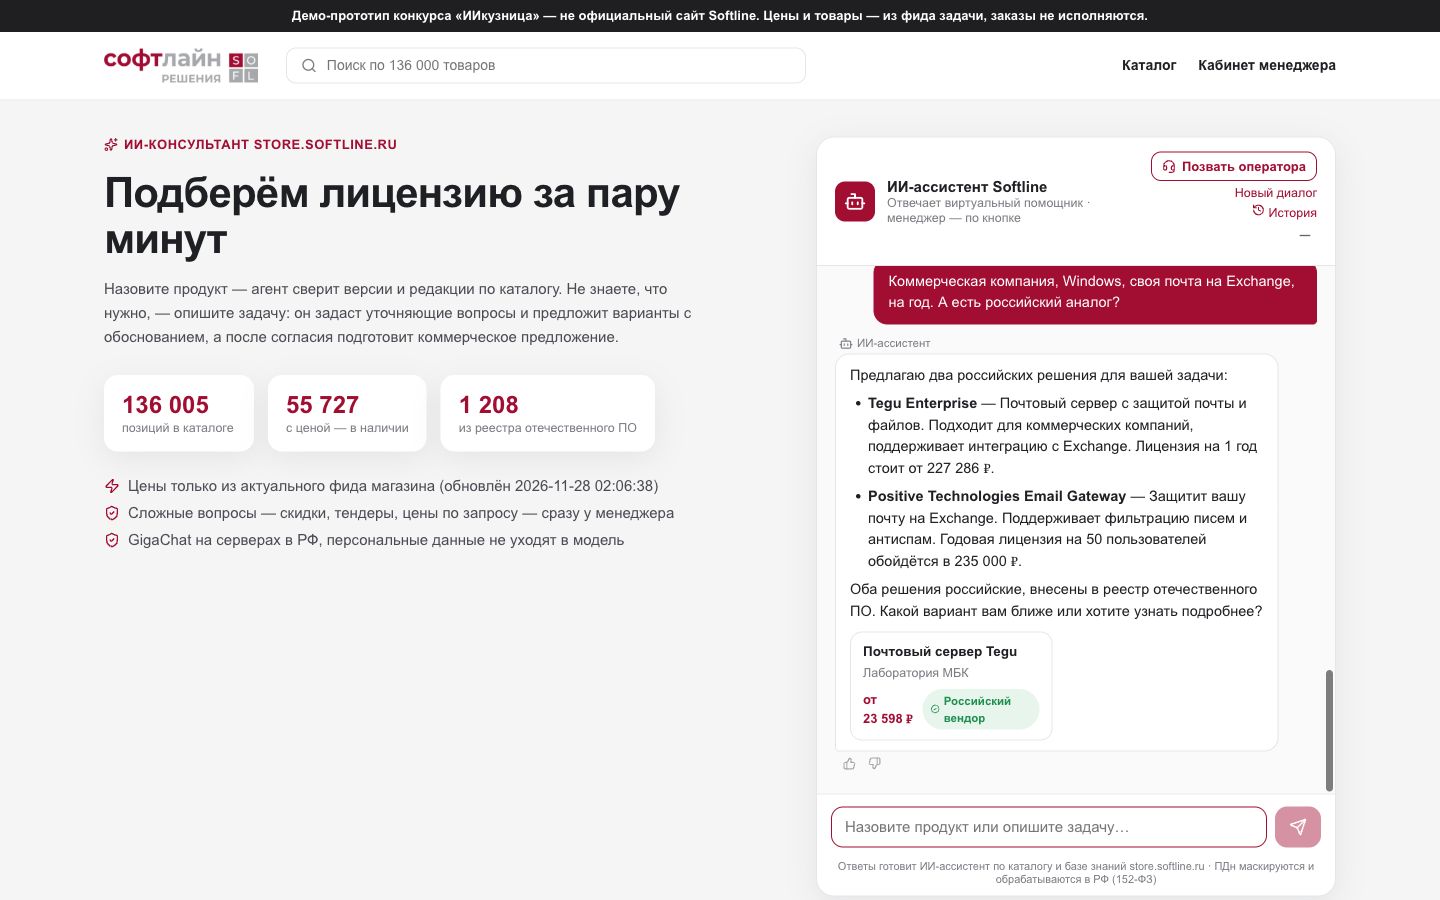 Демо-прототип конкурса «ИИкузница» — не официальный сайт Softline. Цены и товары — из фида задачи, заказы не исполняются.
софтлайн
РЕШЕНИЯ
SO
FL
Поиск по 136 000 товаров
Каталог
Кабинет менеджера
ИИ-КОНСУЛЬТАНТ STORE.SOFTLINE.RU
Подберём лицензию за пару
минут
Назовите продукт — агент сверит версии и редакции по каталогу. Не знаете, что
нужно, — опишите задачу: он задаст уточняющие вопросы и предложит варианты с
обоснованием, а после согласия подготовит коммерческое предложение.
136 005
позиций в каталоге
55 727
с ценой — в наличии
1 208
из реестра отечественного ПО
Цены только из актуального фида магазина (обновлён 2026-11-28 02:06:38)
Сложные вопросы — скидки, тендеры, цены по запросу — сразу у менеджера
GigaChat на серверах в РФ, персональные данные не уходят в модель
ИИ-ассистент Softline
Отвечает виртуальный помощник ·
менеджер — по кнопке
Позвать оператора
Новый диалог
История
—
Коммерческая компания, Windows, своя почта на Exchange,
на год. А есть российский аналог?
ИИ-ассистент
Предлагаю два российских решения для вашей задачи:
• Tegu Enterprise — Почтовый сервер с защитой почты и
файлов. Подходит для коммерческих компаний,
поддерживает интеграцию с Exchange. Лицензия на 1 год
стоит от 227 286 ₽.
• Positive Technologies Email Gateway — Защитит вашу
почту на Exchange. Поддерживает фильтрацию писем и
антиспам. Годовая лицензия на 50 пользователей
обойдётся в 235 000 ₽.
Оба решения российские, внесены в реестр отечественного
ПО. Какой вариант вам ближе или хотите узнать подробнее?
Почтовый сервер Tegu
Лаборатория МБК
от
23 598 ₽
Российский
вендор
Назовите продукт или опишите задачу…
Ответы готовит ИИ-ассистент по каталогу и базе знаний store.softline.ru · ПДн маскируются и
обрабатываются в РФ (152-ФЗ)